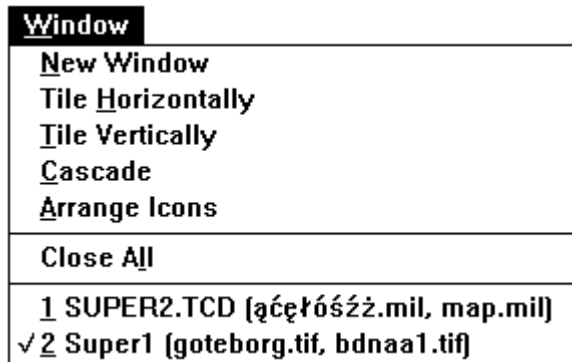 Window
New Window
Tile Horizontally
Tile Vertically
Cascade
Arrange Icons
Close All
1 SUPER2.TCD (ąćęłóśźż.mil, map.mil)
√ 2 Super1 (goteborg.tif, bdnaa1.tif)